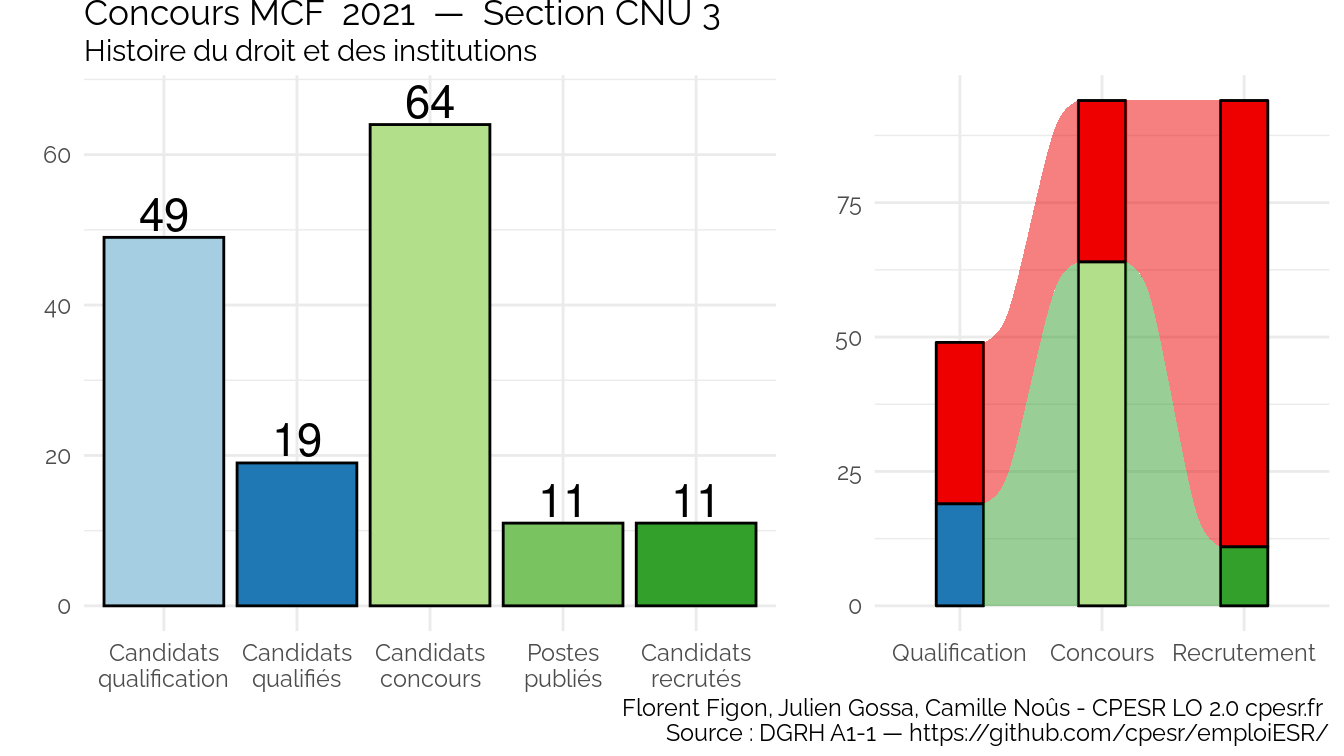 Concours MCF 2021 — Section CNU 3
Histoire du droit et des institutions
64
49
19
11
11
60
40
20
0
Candidats qualification
Candidats qualifiés
Candidats concours
Postes publiés
Candidats recrutés
75
50
25
0
Qualification
Concours
Recrutement
Florent Figon, Julien Gossa, Camille Noûs - CPESR LO 2.0 cpesr.fr
Source : DGRH A1-1 — https://github.com/cpesr/emploiESR/